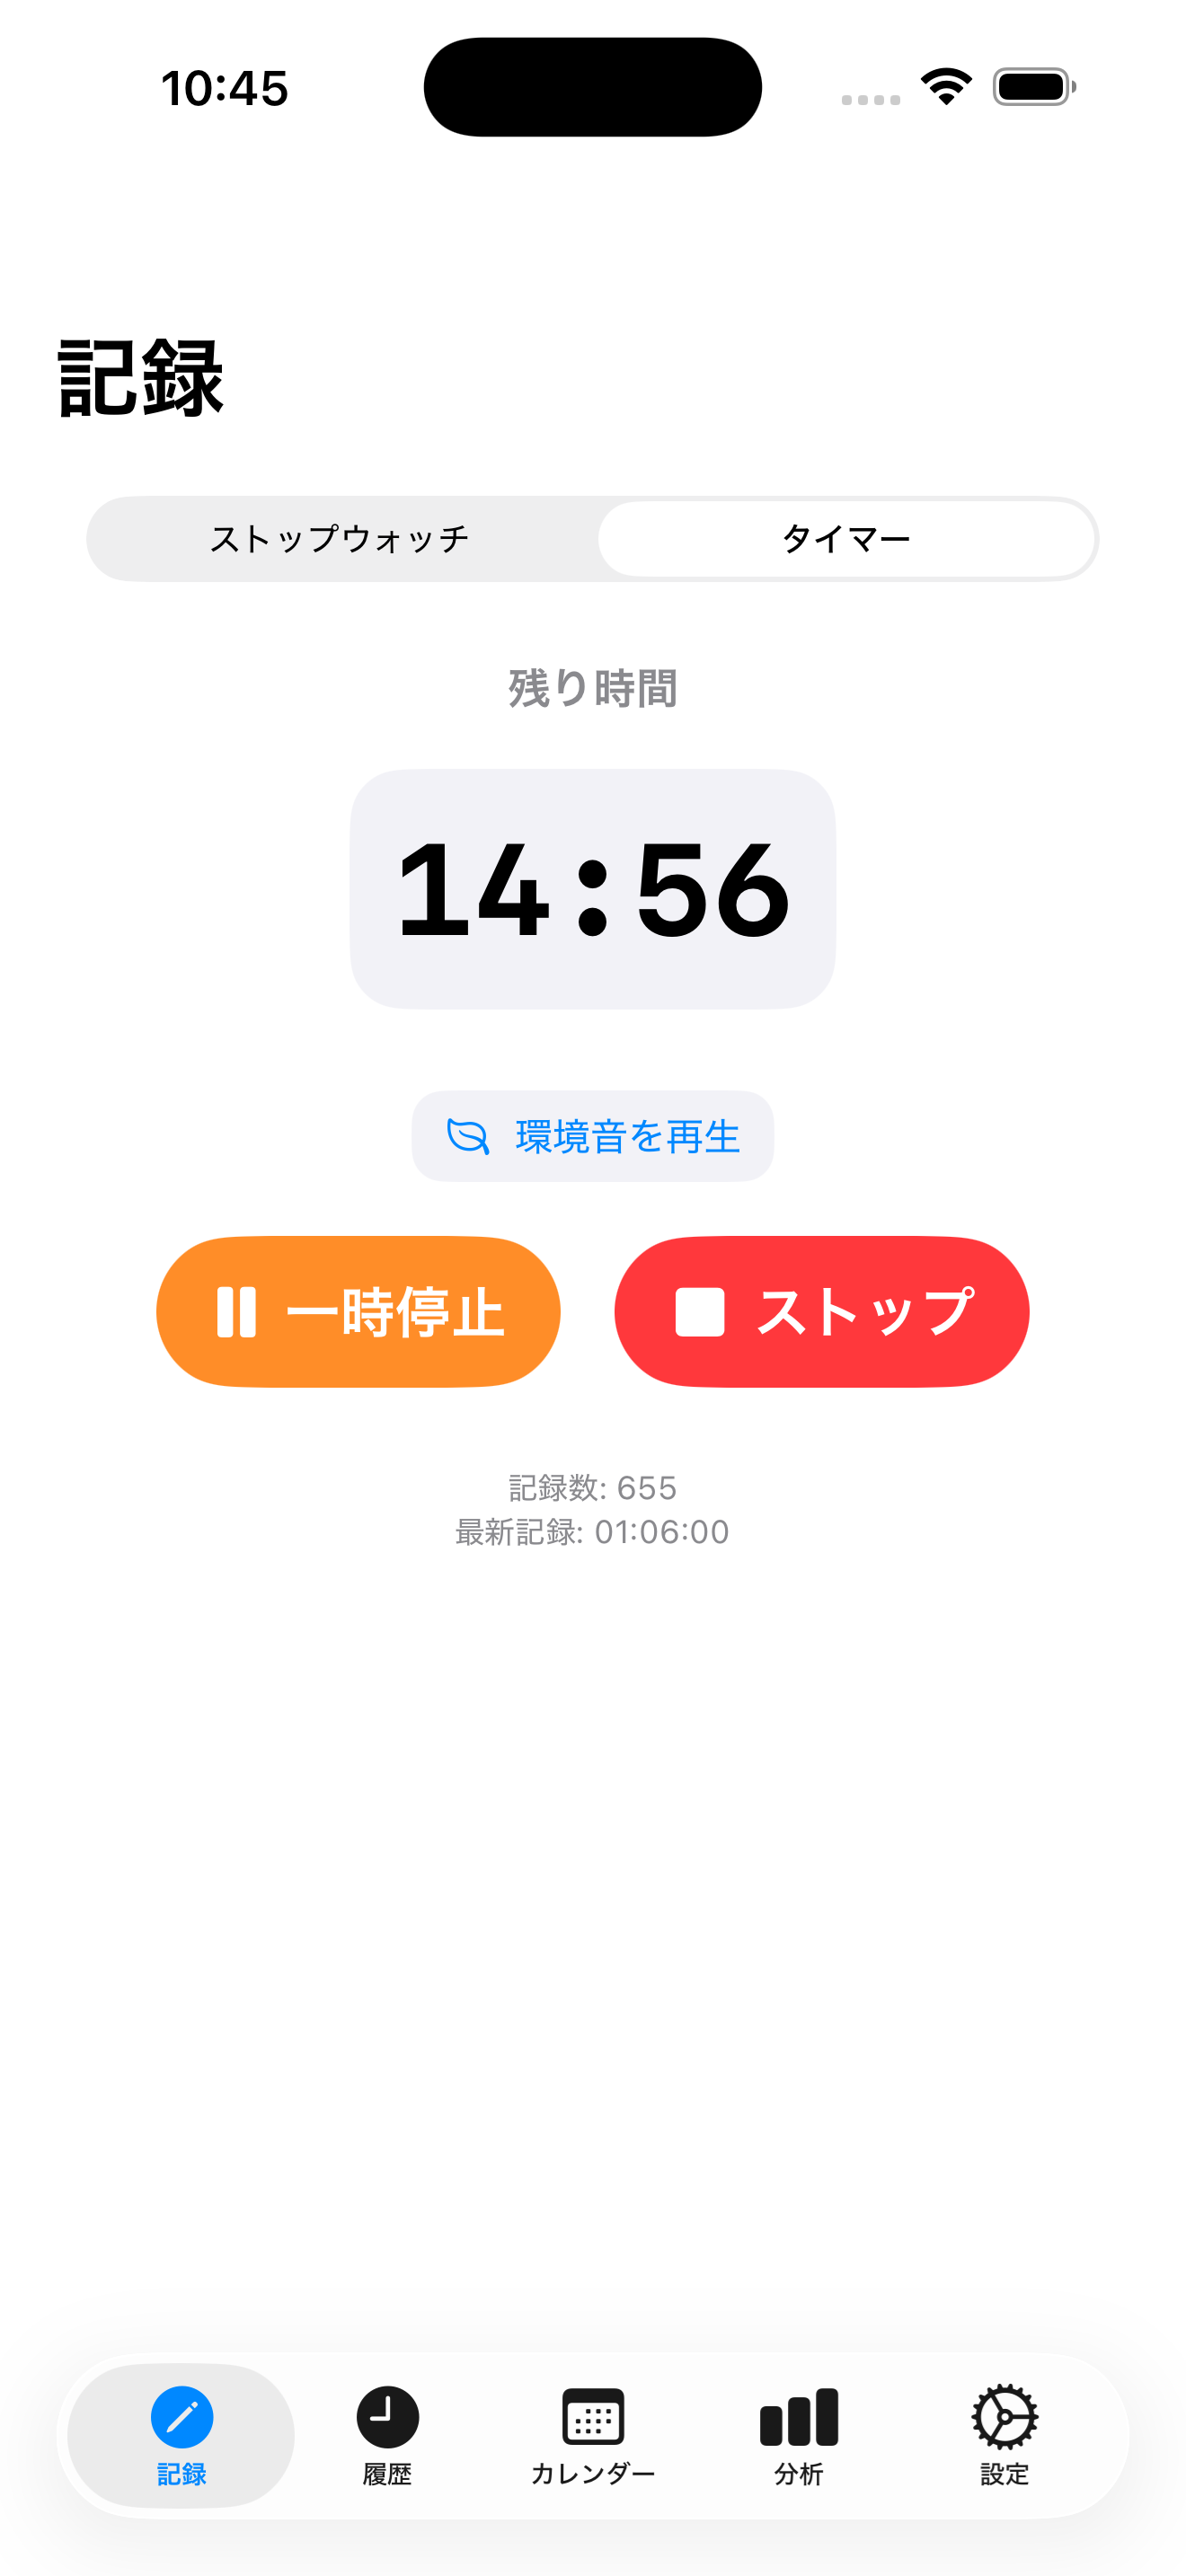 10:45
記録
ストップウォッチ
タイマー
残り時間
14:56
環境音を再生
一時停止
ストップ
記録数: 655
最新記録: 01:06:00
記録
履歴
カレンダー
分析
設定